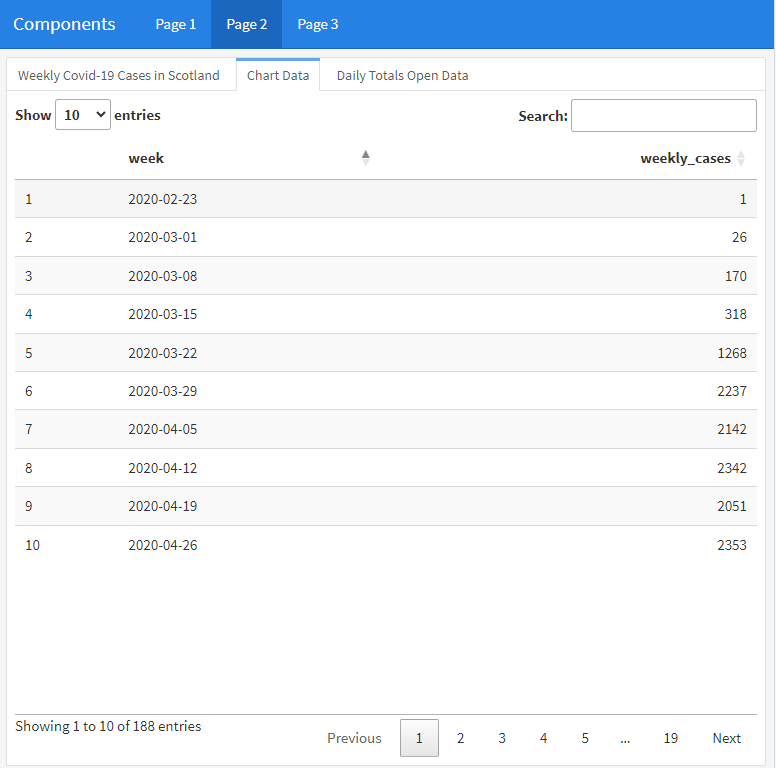 Components Page 1 Page 2 Page 3
Weekly Covid-19 Cases in Scotland Chart Data Daily Totals Open Data
Show 10 entries Search:
week weekly_cases
1 2020-02-23 1
2 2020-03-01 26
3 2020-03-08 170
4 2020-03-15 318
5 2020-03-22 1268
6 2020-03-29 2237
7 2020-04-05 2142
8 2020-04-12 2342
9 2020-04-19 2051
10 2020-04-26 2353
Showing 1 to 10 of 188 entries
Previous 1 2 3 4 5 ... 19 Next